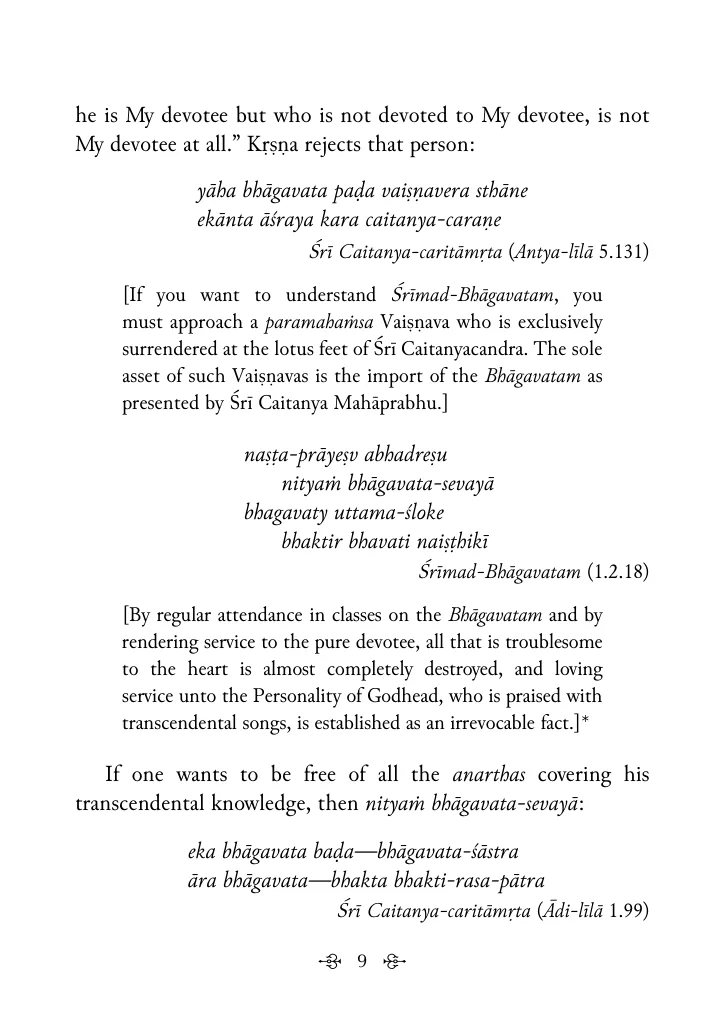 he is My devotee but who is not devoted to My devotee, is not
My devotee at all.” Kṛṣṇa rejects that person:
yāha bhāgavata paḍa vaiṣṇavera sthāne
ekānta āśraya kara caitanya-caraṇe
Śrī Caitanya-caritāmṛta (Antya-līlā 5.131)
[If you want to understand Śrīmad-Bhāgavatam, you
must approach a paramahaṁsa Vaiṣṇava who is exclusively
surrendered at the lotus feet of Śrī Caitanyacandra. The sole
asset of such Vaiṣṇavas is the import of the Bhāgavatam as
presented by Śrī Caitanya Mahāprabhu.]
naṣṭa-prāyeṣv abhadreṣu
nityaṁ bhāgavata-sevayā
bhagavaty uttama-śloke
bhaktir bhavati naiṣṭhikī
Śrīmad-Bhāgavatam (1.2.18)
[By regular attendance in classes on the Bhāgavatam and by
rendering service to the pure devotee, all that is troublesome
to the heart is almost completely destroyed, and loving
service unto the Personality of Godhead, who is praised with
transcendental songs, is established as an irrevocable fact.]*
If one wants to be free of all the anarthas covering his
transcendental knowledge, then nityaṁ bhāgavata-sevayā:
eka bhāgavata baḍa—bhāgavata-śāstra
āra bhāgavata—bhakta bhakti-rasa-pātra
Śrī Caitanya-caritāmṛta (Ādi-līlā 1.99)
9